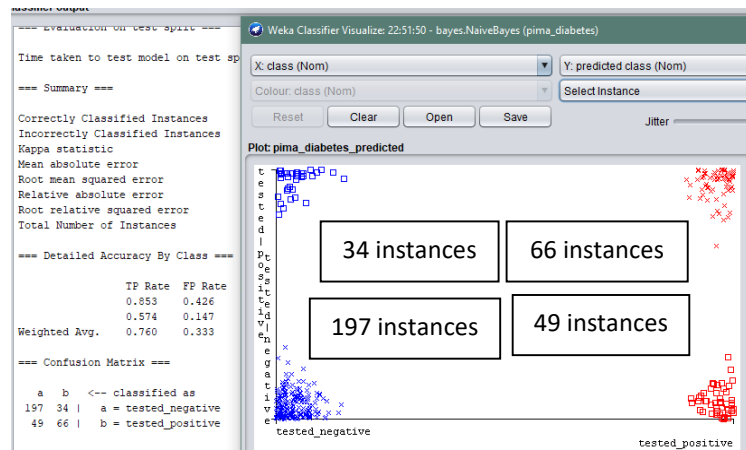 Classifier output
=== Evaluation on test split ===
Time taken to test model on test sp
=== Summary ===
Correctly Classified Instances
Incorrectly Classified Instances
Kappa statistic
Mean absolute error
Root mean squared error
Relative absolute error
Root relative squared error
Total Number of Instances
=== Detailed Accuracy By Class ===
TP Rate FP Rate
0.853 0.426
0.574 0.147
Weighted Avg. 0.760 0.333
=== Confusion Matrix ===
a b <-- classified as
197 34 | a = tested_negative
49 66 | b = tested_positive
Weka Classifier Visualize: 22:51:50 - bayes.NaiveBayes (pima_diabetes)
X: class (Nom)
Y: predicted class (Nom)
Colour: class (Nom)
Select Instance
Reset Clear Open Save
Jitter
Plot: pima_diabetes_predicted
tested_positive
tested_negative
34 instances
66 instances
197 instances
49 instances
tested_negative
tested_positive